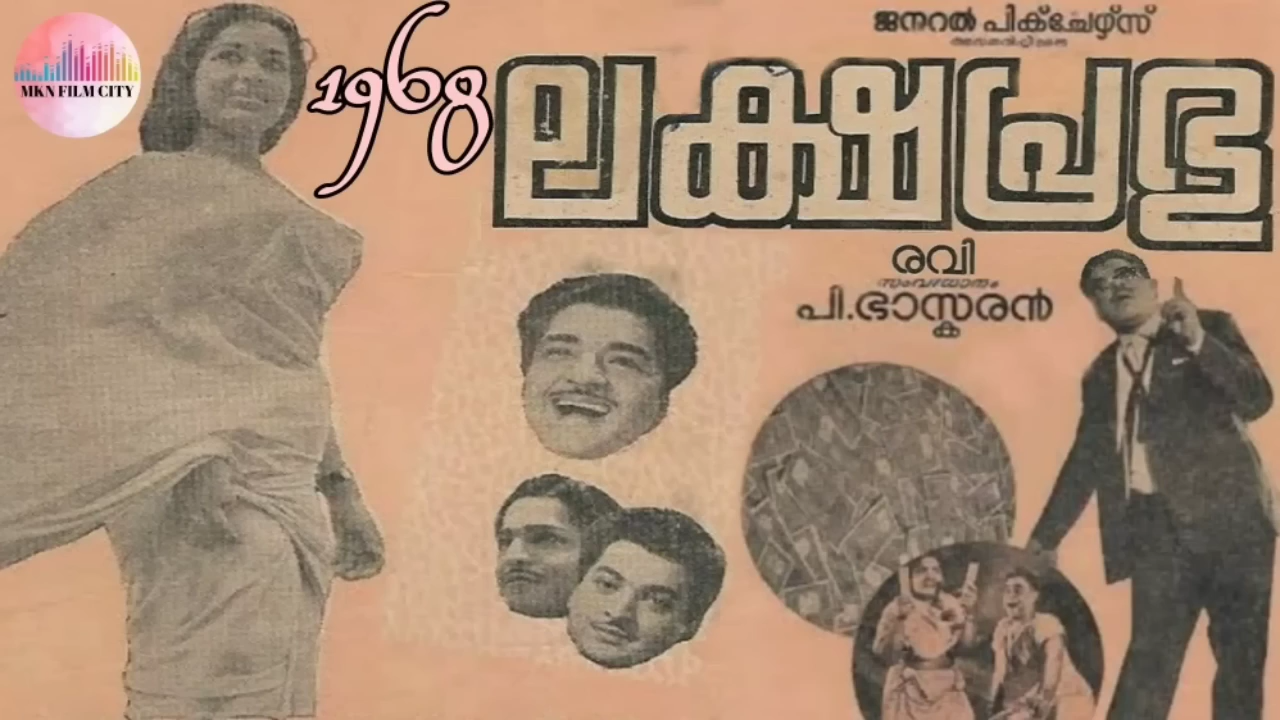 MKN FILM CITY
1968
ജനറൽ പിക്ചേഴ്സ്
ലക്ഷപ്രഭു
രവി
സംവിധാനം
പി.ഭാസ്കരൻ